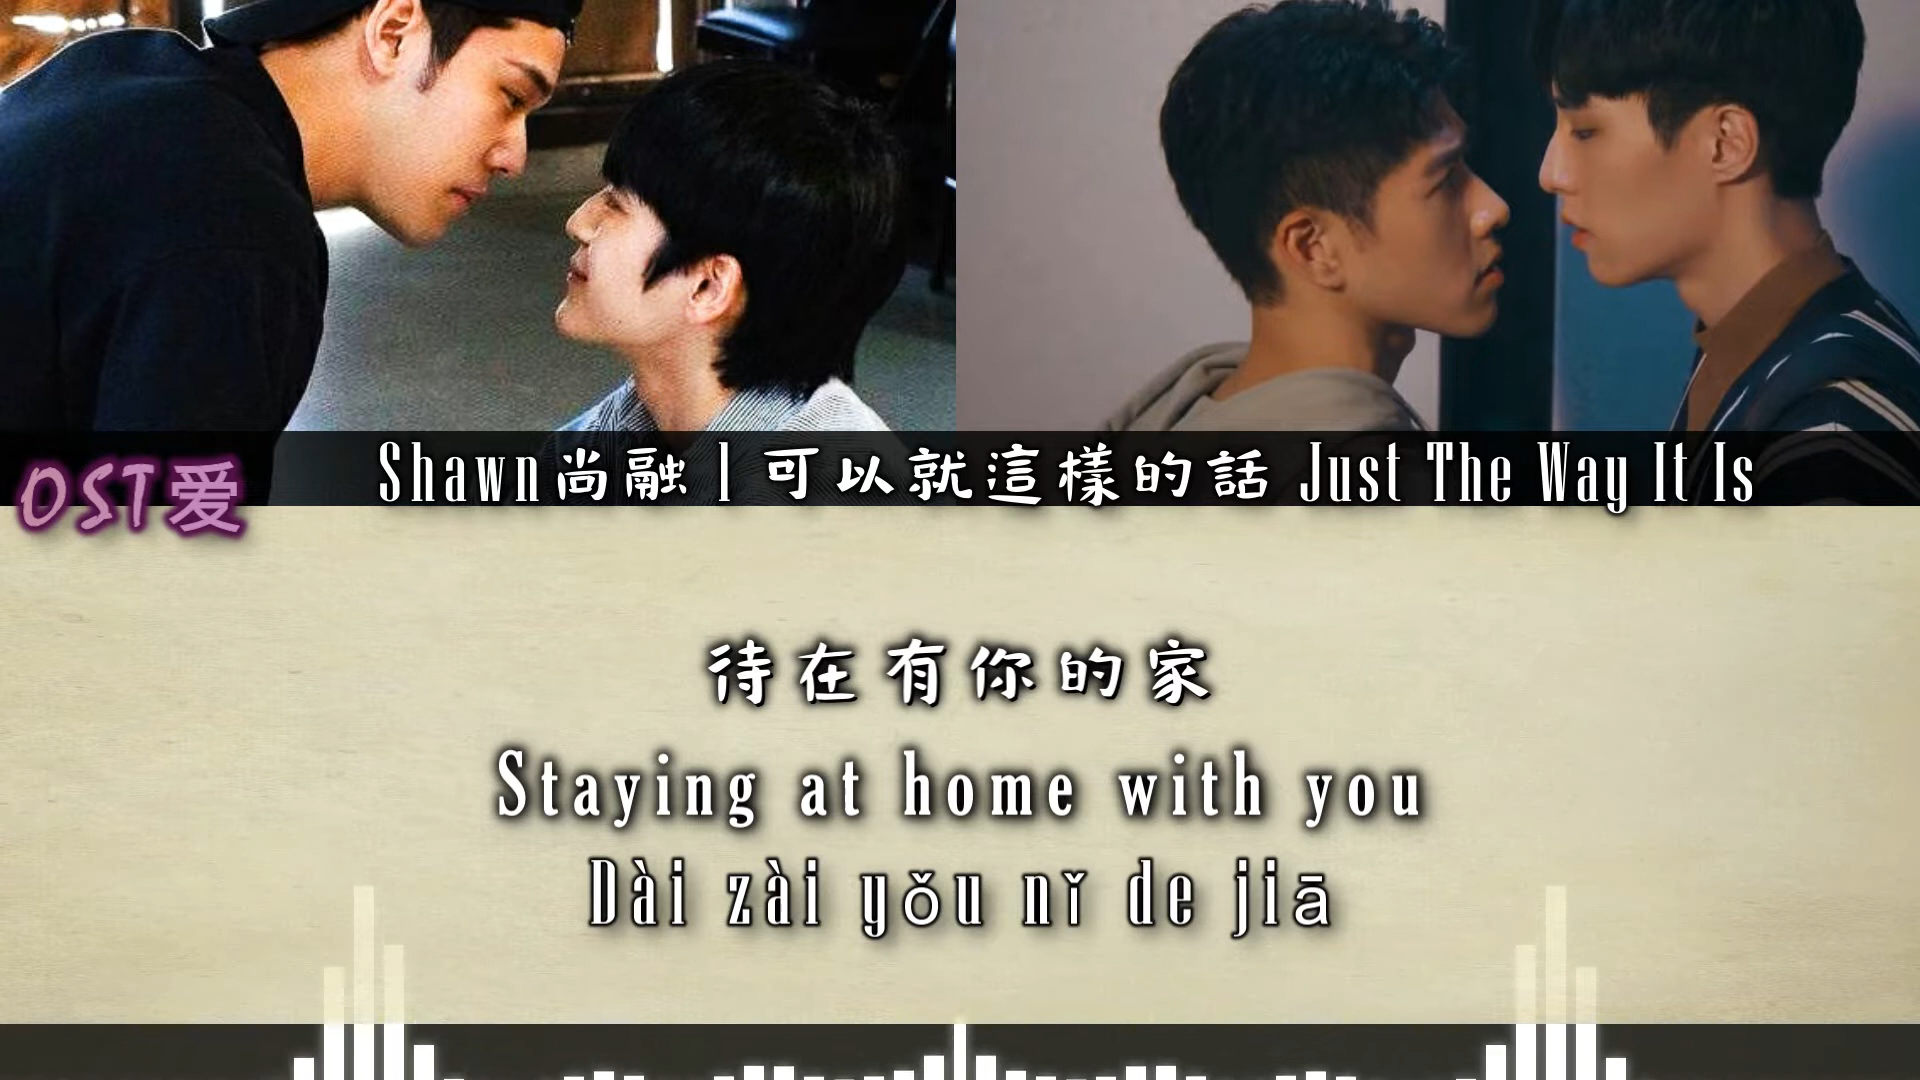 Shawn尚融 | 可以就這樣的話 Just The Way It Is
OST爱
待在有你的家
Staying at home with you
Dài zài yǒu nǐ de jiā